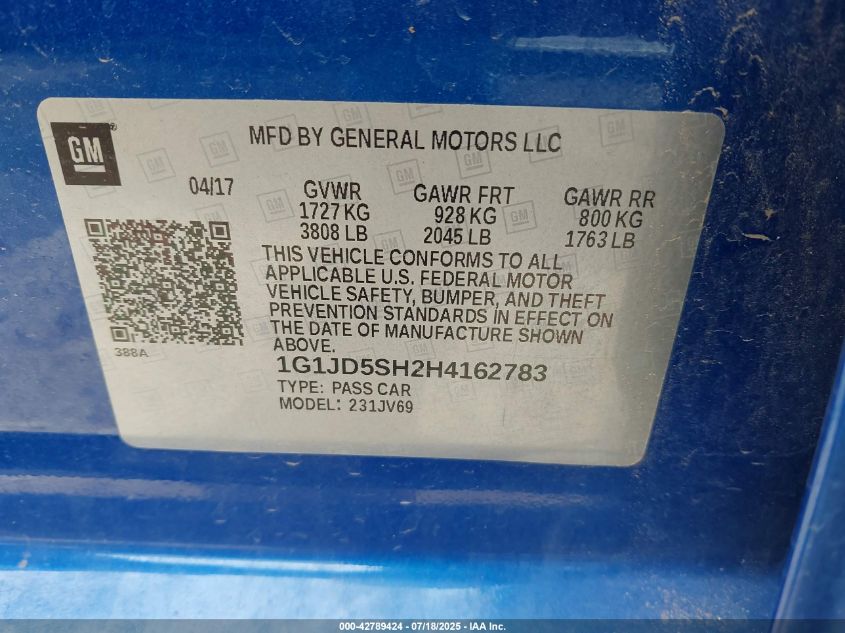 GM
MFD BY GENERAL MOTORS LLC
04/17
GVWR
1727 KG
3808 LB
GAWR FRT
928 KG
2045 LB
GAWR RR
800 KG
1763 LB
THIS VEHICLE CONFORMS TO ALL
APPLICABLE U.S. FEDERAL MOTOR
VEHICLE SAFETY, BUMPER, AND THEFT
PREVENTION STANDARDS IN EFFECT ON
THE DATE OF MANUFACTURE SHOWN
ABOVE.
388A
1G1JD5SH2H4162783
TYPE: PASS CAR
MODEL: 231JV69
000-42789424 - 07/18/2025 - IAA Inc.